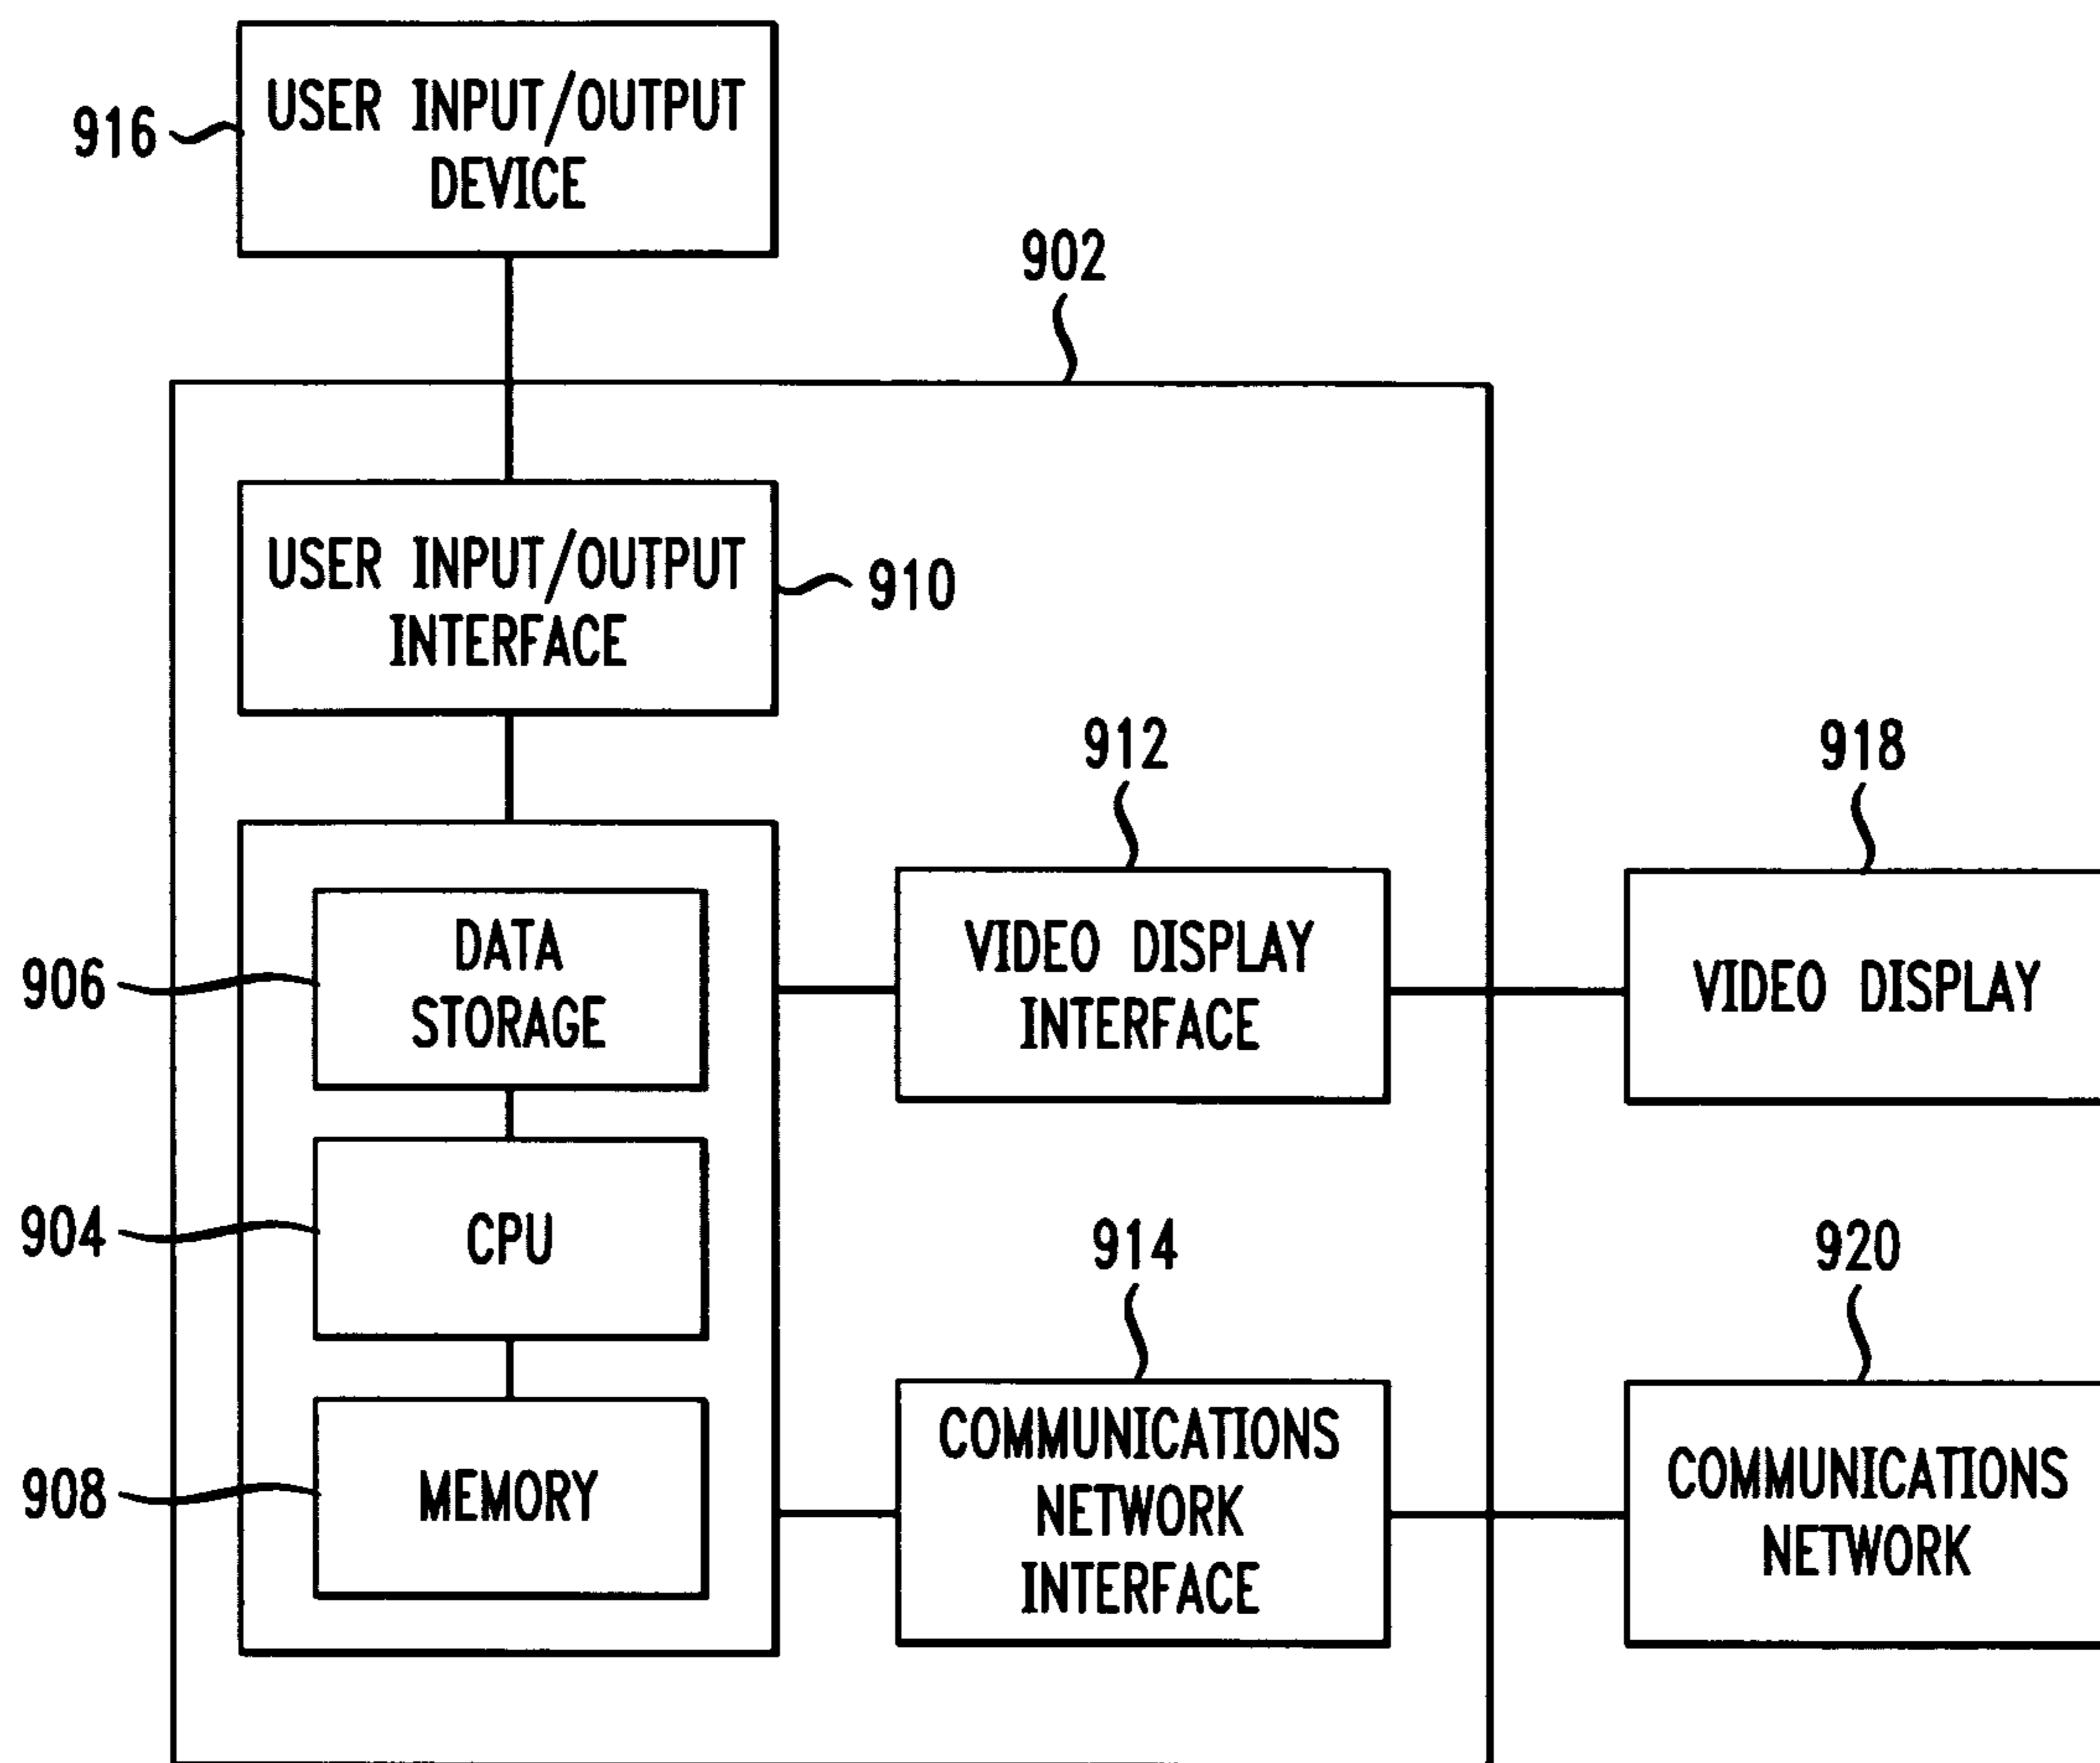 916
USER INPUT/OUTPUT
DEVICE
902
USER INPUT/OUTPUT
INTERFACE
910
912
918
906
DATA
STORAGE
VIDEO DISPLAY
INTERFACE
VIDEO DISPLAY
904
CPU
914
920
908
MEMORY
COMMUNICATIONS
NETWORK
INTERFACE
COMMUNICATIONS
NETWORK